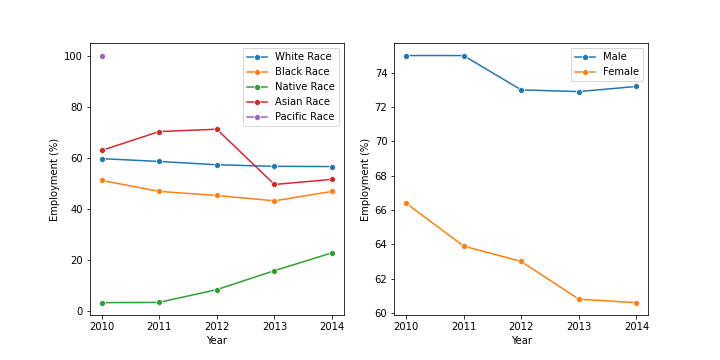 100
80
60
40
20
0
Employment (%)
2010 2011 2012 2013 2014
Year
White Race
Black Race
Native Race
Asian Race
Pacific Race
74
72
70
68
66
64
62
60
Employment (%)
2010 2011 2012 2013 2014
Year
Male
Female